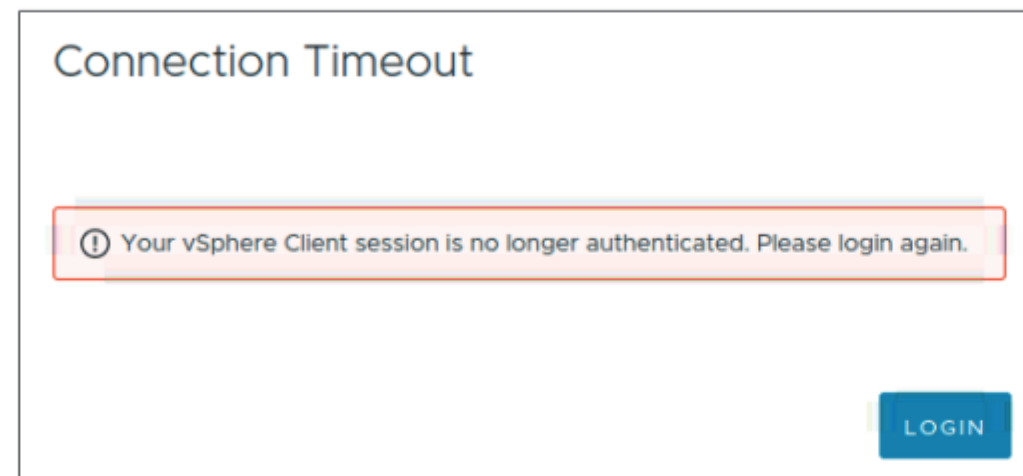 Connection Timeout
Your vSphere Client session is no longer authenticated. Please login again.
LOGIN